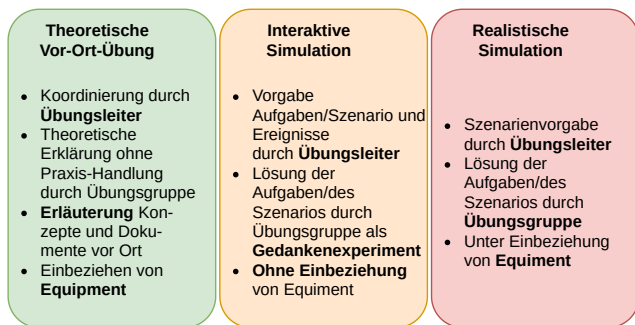 Theoretische
Vor-Ort-Übung
• Koordinierung durch
Übungsleiter
• Theoretische
Erklärung ohne
Praxis-Handlung
durch Übungsgruppe
• Erläuterung Kon-
zepte und Doku-
mente vor Ort
• Einbeziehen von
Equipment
Interaktive
Simulation
• Vorgabe
Aufgaben/Szenario und
Ereignisse
durch Übungsleiter
• Lösung der
Aufgaben/des
Szenarios durch
Übungsgruppe als
Gedankenexperiment
• Ohne Einbeziehung
von Equiment
Realistische
Simulation
• Szenarienvorgabe
durch Übungsleiter
• Lösung der
Aufgaben/des
Szenarios durch
Übungsgruppe
• Unter Einbeziehung
von Equiment